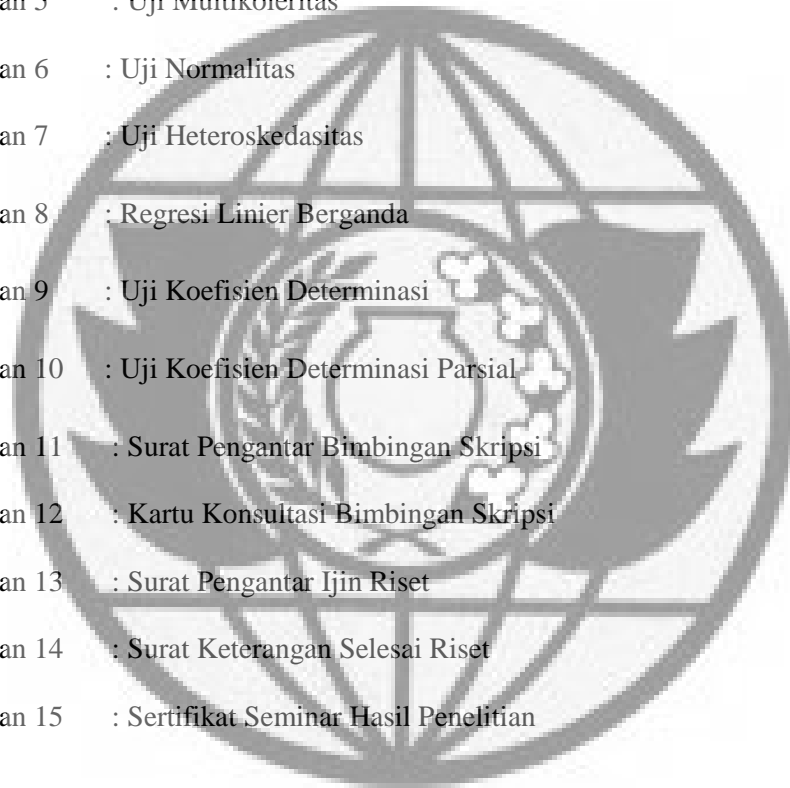 an 5 : Uji Multikoleritas
an 6 : Uji Normalitas
an 7 : Uji Heteroskedasitas
an 8 : Regresi Linier Berganda
an 9 : Uji Koefisien Determinasi
an 10 : Uji Koefisien Determinasi Parsial
an 11 : Surat Pengantar Bimbingan Skripsi
an 12 : Kartu Konsultasi Bimbingan Skripsi
an 13 : Surat Pengantar Ijin Riset
an 14 : Surat Keterangan Selesai Riset
an 15 : Sertifikat Seminar Hasil Penelitian